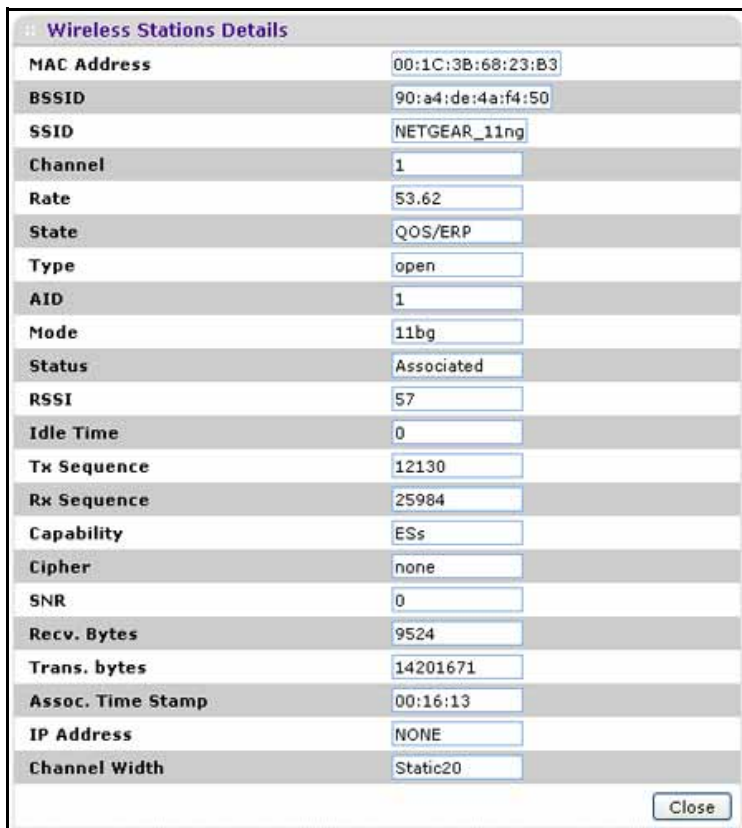 Wireless Stations Details
MAC Address 00:1C:3B:68:23:B3
BSSID 90:a4:de:4a:f4:50
SSID NETGEAR_11ng
Channel 1
Rate 53.62
State QOS/ERP
Type open
AID 1
Mode 11bg
Status Associated
RSSI 57
Idle Time 0
Tx Sequence 12130
Rx Sequence 25984
Capability ESs
Cipher none
SNR 0
Recv. Bytes 9524
Trans. bytes 14201671
Assoc. Time Stamp 00:16:13
IP Address NONE
Channel Width Static20
Close